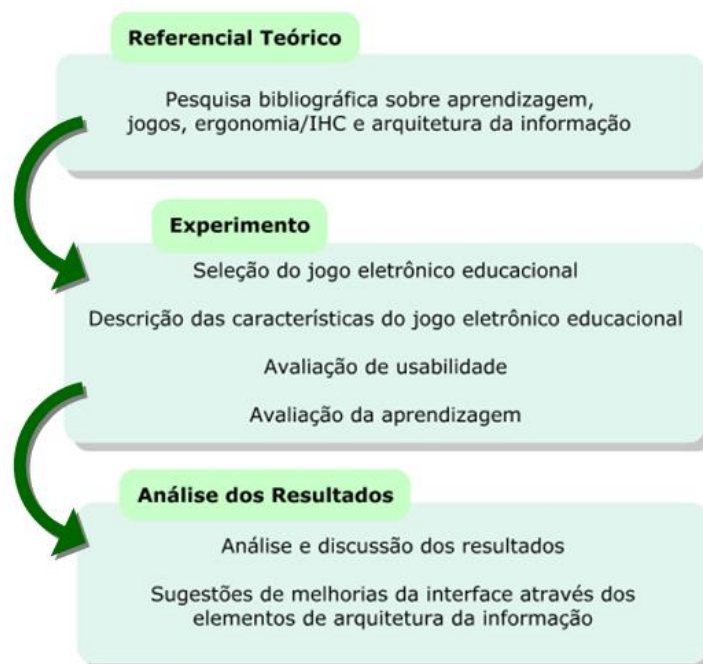 Referencial Teórico
Pesquisa bibliográfica sobre aprendizagem,
jogos, ergonomia/IHC e arquitetura da informação
Experimento
Seleção do jogo eletrônico educacional
Descrição das características do jogo eletrônico educacional
Avaliação de usabilidade
Avaliação da aprendizagem
Análise dos Resultados
Análise e discussão dos resultados
Sugestões de melhorias da interface através dos
elementos de arquitetura da informação